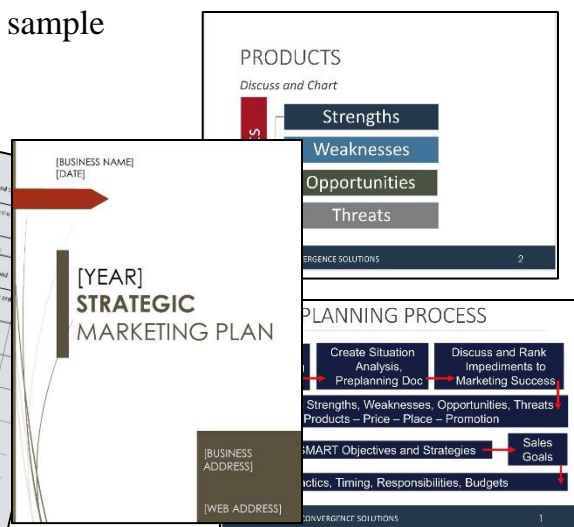 sample
PRODUCTS
Discuss and Chart
Strengths
Weaknesses
Opportunities
Threats
ERGENCE SOLUTIONS
2
[BUSINESS NAME]
[DATE]
[YEAR]
STRATEGIC
MARKETING PLAN
[BUSINESS
ADDRESS]
[WEB ADDRESS]
PLANNING PROCESS
Create Situation
Analysis,
Preplanning Doc
Discuss and Rank
Impediments to
Marketing Success
Strengths, Weaknesses, Opportunities, Threats
Products – Price – Place – Promotion
SMART Objectives and Strategies
Sales
Goals
actics, Timing, Responsibilities, Budgets
CONVERGENCE SOLUTIONS
1